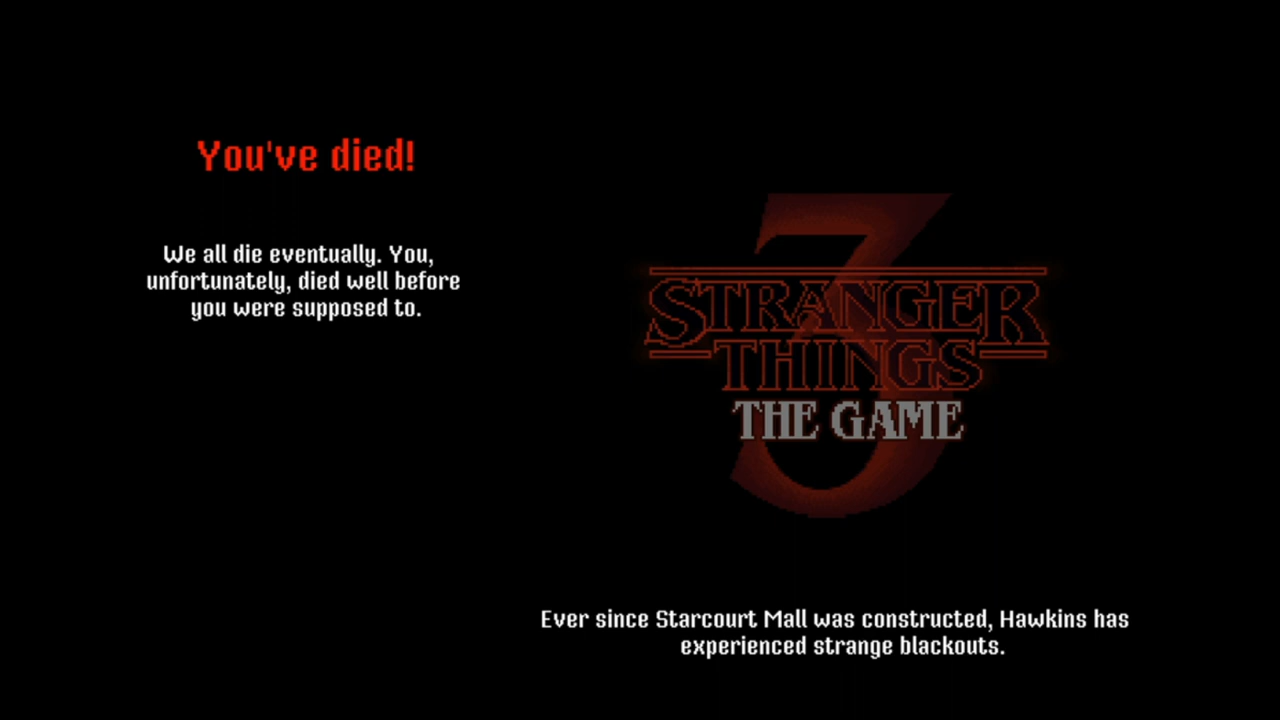 You've died!
We all die eventually. You,
unfortunately, died well before
you were supposed to.
3
STRANGER
THINGS
THE GAME
Ever since Starcourt Mall was constructed, Hawkins has
experienced strange blackouts.